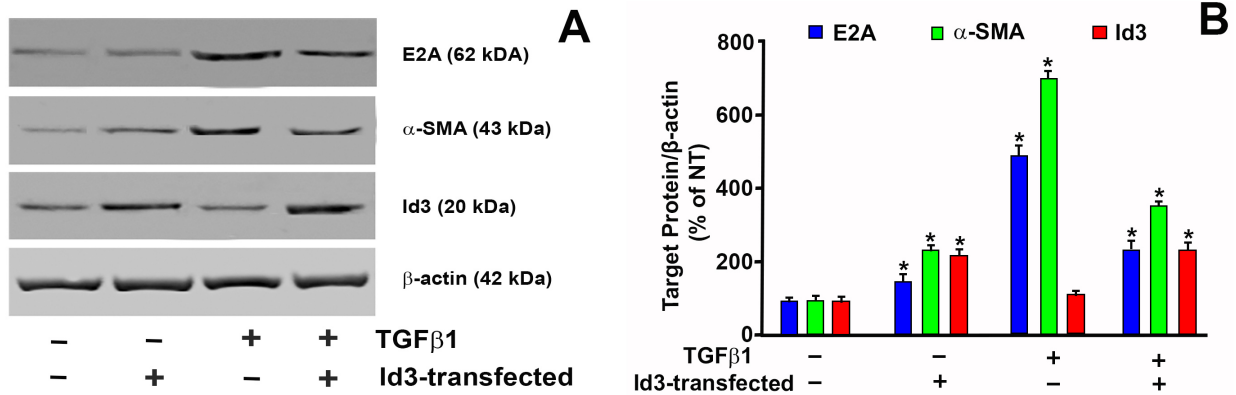 A
E2A (62 kDA)
α-SMA (43 kDa)
Id3 (20 kDa)
β-actin (42 kDa)
− − + + TGFβ1
− + − + Id3-transfected
B
E2A α-SMA Id3
Target Protein/β-actin
(% of NT)
800
600
400
200
0
* * *
* *
* * *
TGFβ1 − − + +
Id3-transfected − + − +